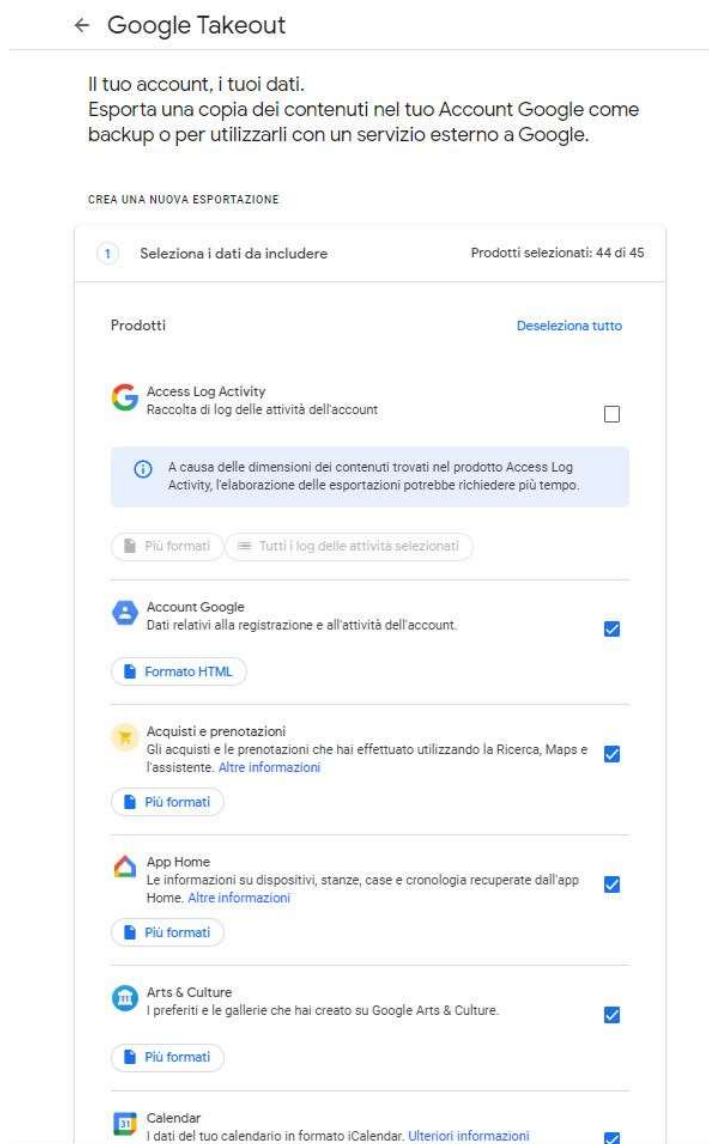 ← Google Takeout
Il tuo account, i tuoi dati.
Esporta una copia dei contenuti nel tuo Account Google come
backup o per utilizzarli con un servizio esterno a Google.
CREA UNA NUOVA ESPORTAZIONE
1 Seleziona i dati da includere Prodotti selezionati: 44 di 45
Prodotti Deseleziona tutto
Access Log Activity
Raccolta di log delle attività dell'account
A causa delle dimensioni dei contenuti trovati nel prodotto Access Log
Activity, l'elaborazione delle esportazioni potrebbe richiedere più tempo.
Più formati Tutti i log delle attività selezionati
Account Google
Dati relativi alla registrazione e all'attività dell'account.
Formato HTML
Acquisti e prenotazioni
Gli acquisti e le prenotazioni che hai effettuato utilizzando la Ricerca, Maps e
l'assistente. Altre informazioni
Più formati
App Home
Le informazioni su dispositivi, stanze, case e cronologia recuperate dall'app
Home. Altre informazioni
Più formati
Arts & Culture
I preferiti e le gallerie che hai creato su Google Arts & Culture.
Più formati
31 Calendar
I dati del tuo calendario in formato iCalendar. Ulteriori informazioni